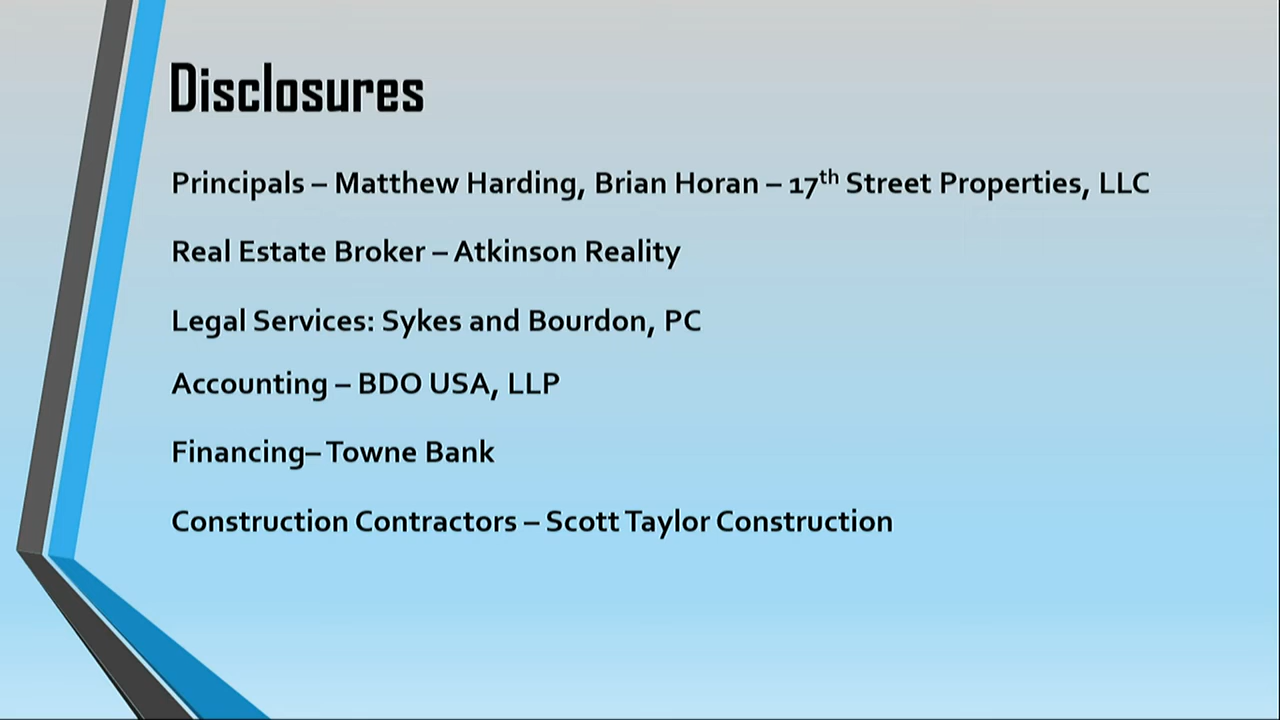 Disclosures
Principals – Matthew Harding, Brian Horan – 17th Street Properties, LLC
Real Estate Broker – Atkinson Reality
Legal Services: Sykes and Bourdon, PC
Accounting – BDO USA, LLP
Financing– Towne Bank
Construction Contractors – Scott Taylor Construction